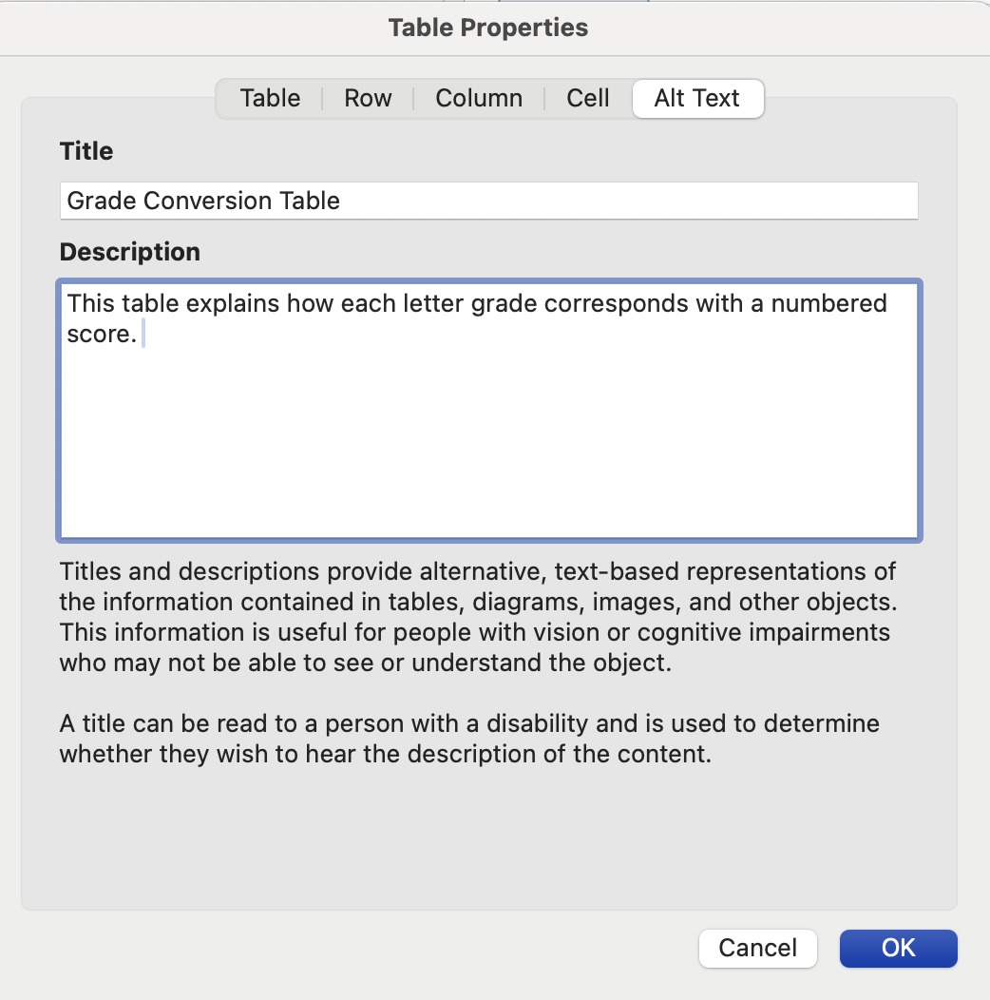 Table Properties
Table Row Column Cell Alt Text
Title
Grade Conversion Table
Description
This table explains how each letter grade corresponds with a numbered
score.
Titles and descriptions provide alternative, text-based representations of
the information contained in tables, diagrams, images, and other objects.
This information is useful for people with vision or cognitive impairments
who may not be able to see or understand the object.
A title can be read to a person with a disability and is used to determine
whether they wish to hear the description of the content.
Cancel OK